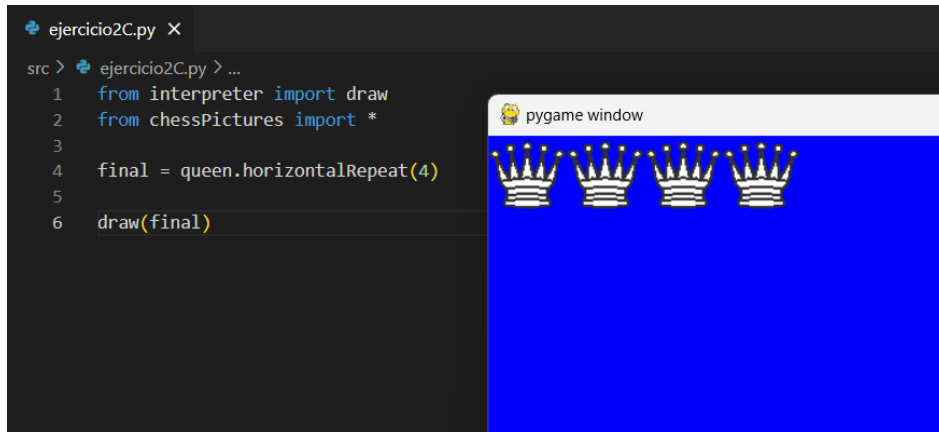 ejercicio2C.py
src > ejercicio2C.py > ...
1 from interpreter import draw
2 from chessPictures import *
3
4 final = queen.horizontalRepeat(4)
5
6 draw(final)
pygame window